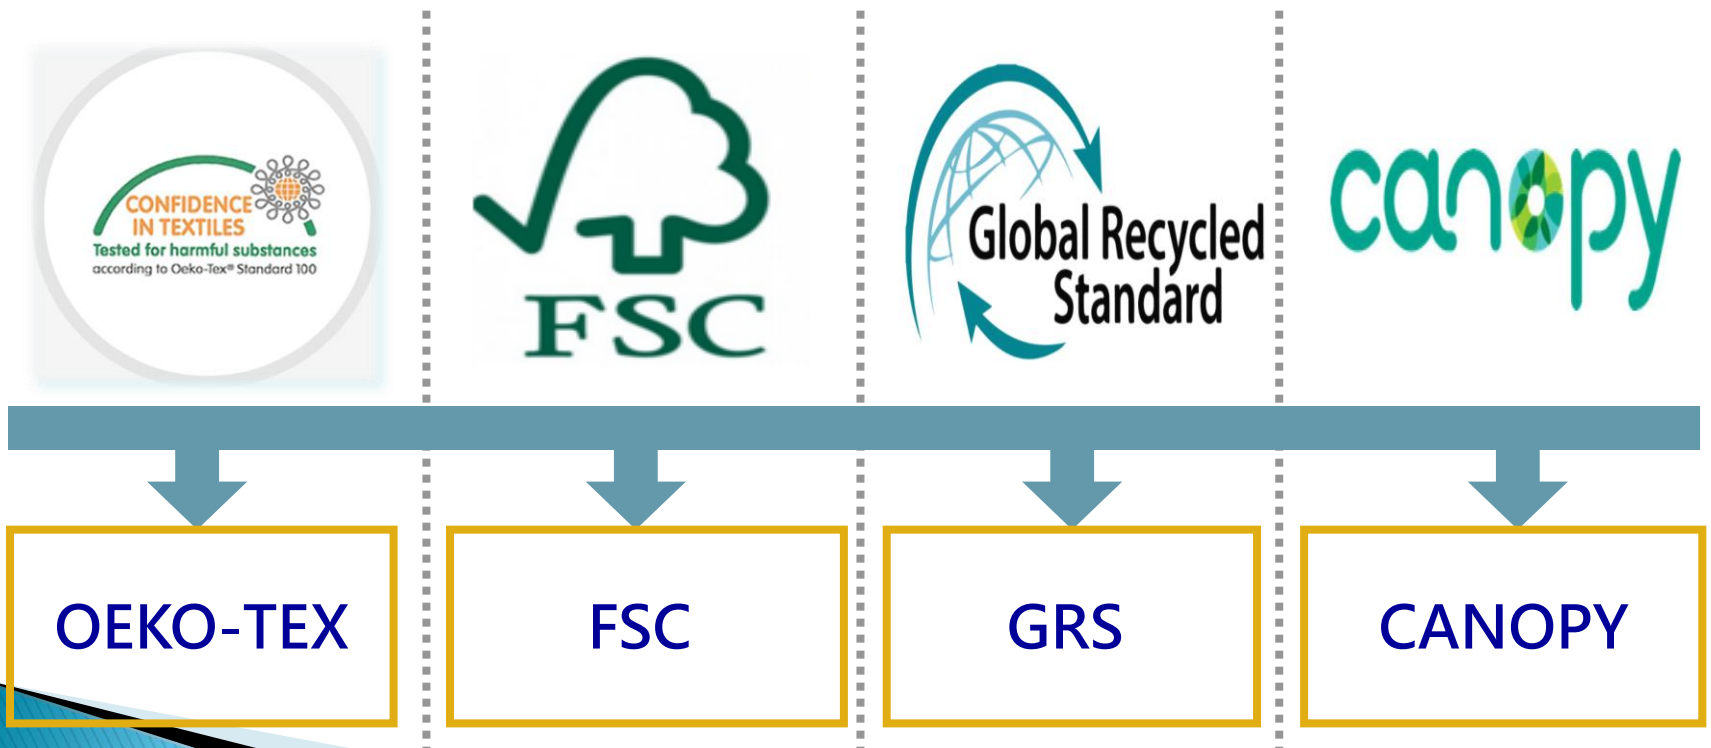 CONFIDENCE
IN TEXTILES
Tested for harmful substances
according to Oeko-Tex® Standard 100
FSC
Global Recycled
Standard
canopy
OEKO-TEX
FSC
GRS
CANOPY